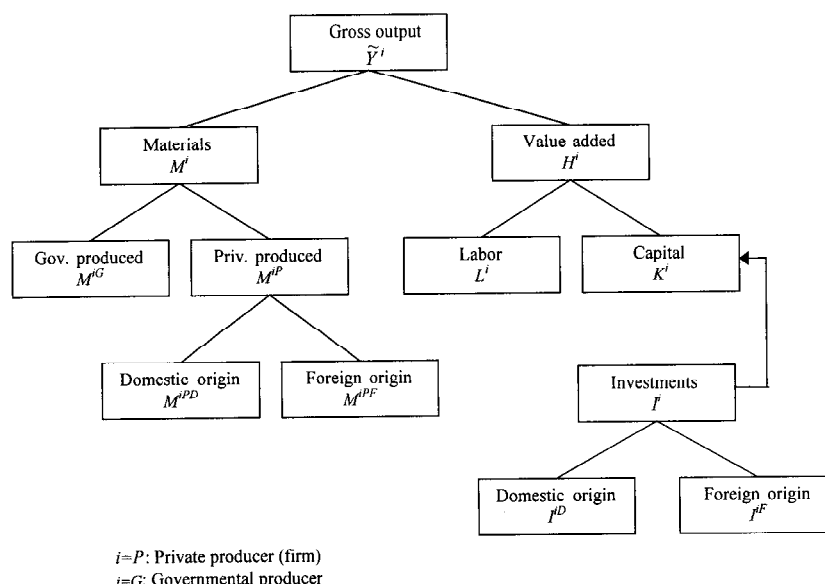 Gross output
Ỹ^i
Materials
M^i
Value added
H^i
Gov. produced
M^iG
Priv. produced
M^iP
Labor
L^i
Capital
K^i
Domestic origin
M^iPD
Foreign origin
M^iPF
Investments
I^i
Domestic origin
I^iD
Foreign origin
I^iF
i=P: Private producer (firm)
i=G: Governmental producer